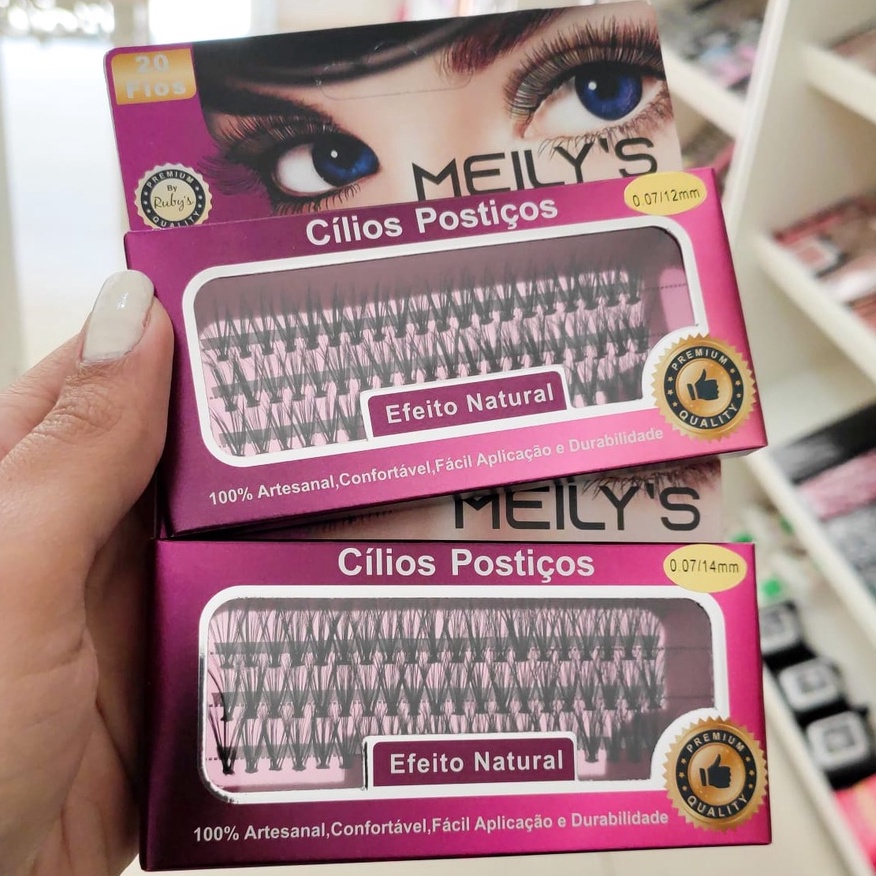 20
Fios
MEILY'S
PREMIUM
By
Ruby's
QUALITY
Cílios Postiços
0.07/12mm
Efeito Natural
PREMIUM
QUALITY
100% Artesanal,Confortável,Fácil Aplicação e Durabilidade
MEILY'S
Cílios Postiços
0.07/14mm
Efeito Natural
PREMIUM
QUALITY
100% Artesanal,Confortável,Fácil Aplicação e Durabilidade